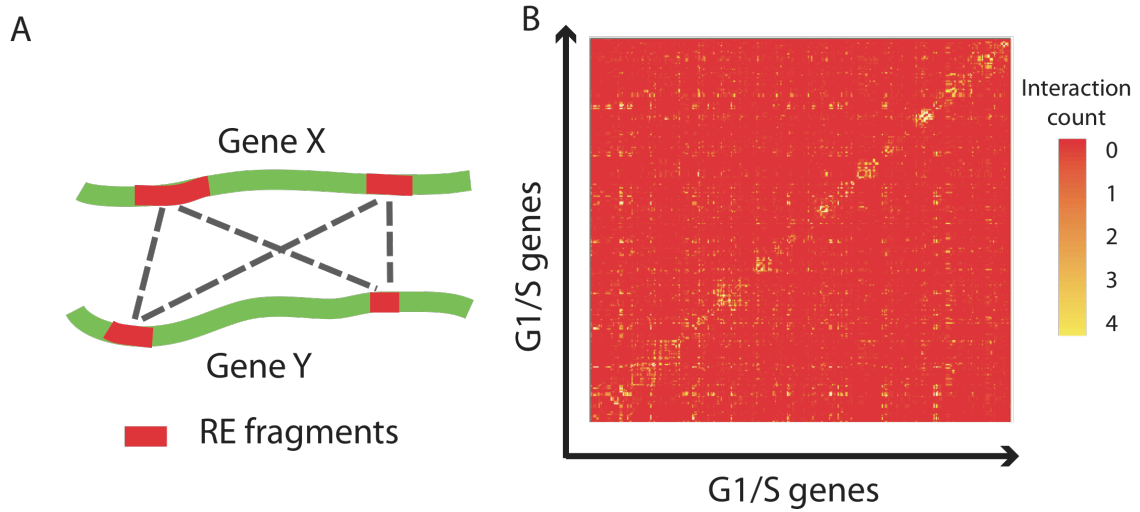 A
Gene X
Gene Y
RE fragments
B
G1/S genes
G1/S genes
Interaction
count
0
1
2
3
4